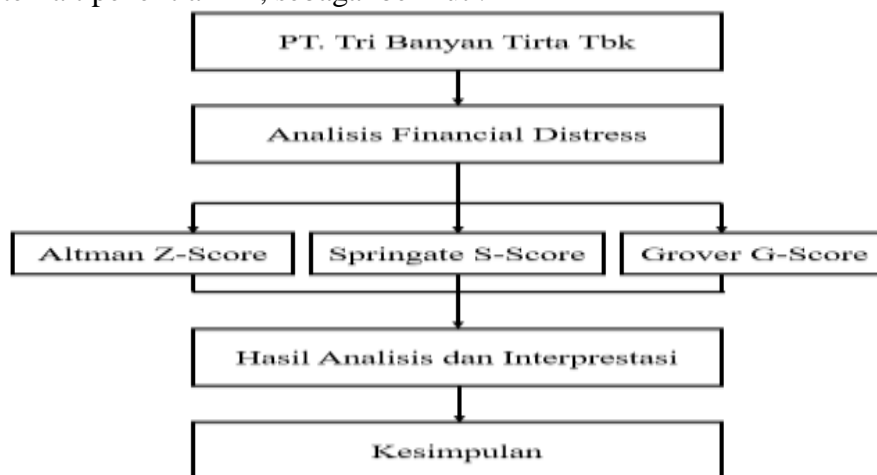 PT. Tri Banyan Tirta Tbk
Analisis Financial Distress
Altman Z-Score
Springate S-Score
Grover G-Score
Hasil Analisis dan Interprestasi
Kesimpulan